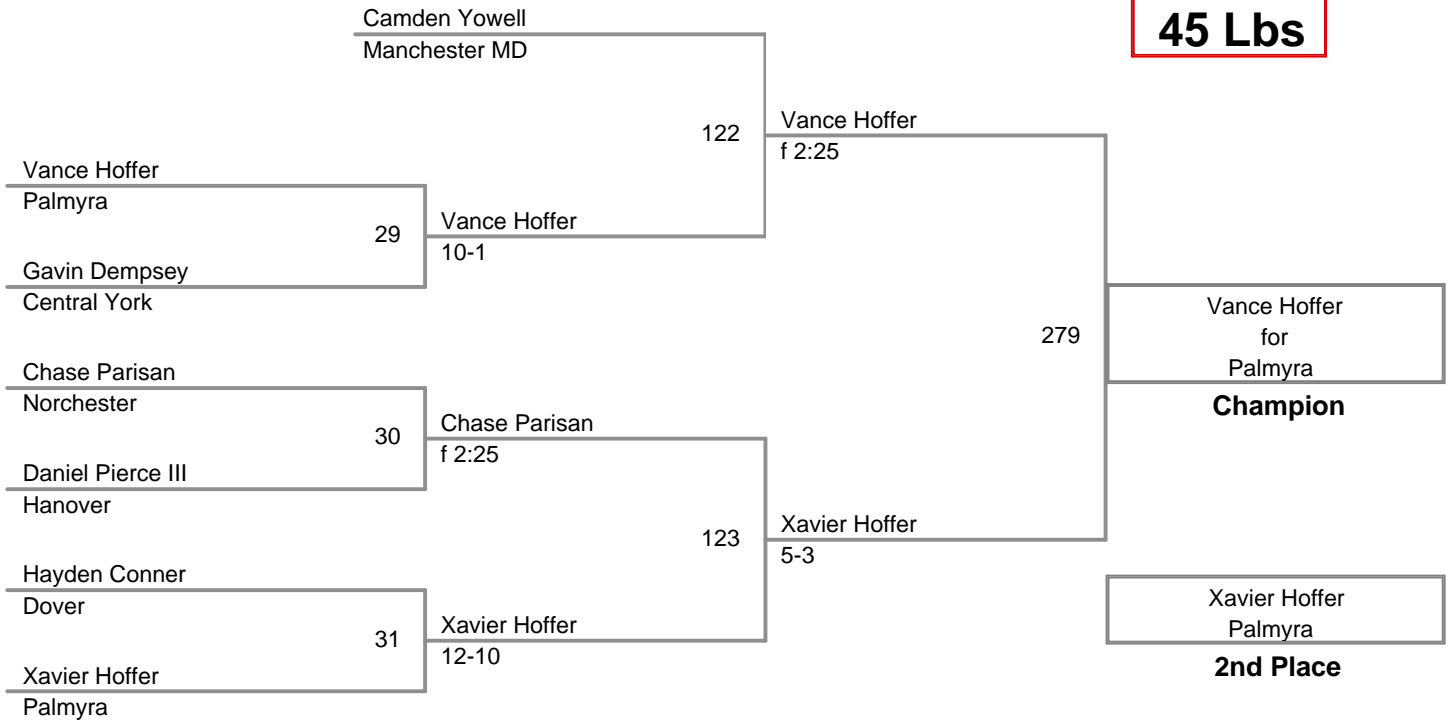 45 Lbs
Camden Yowell
Manchester MD
122
Vance Hoffer
f 2:25
Vance Hoffer
Palmyra
29
Vance Hoffer
10-1
Gavin Dempsey
Central York
279
Vance Hoffer
for
Palmyra
Champion
Chase Parisan
Norchester
30
Chase Parisan
f 2:25
Daniel Pierce III
Hanover
123
Xavier Hoffer
5-3
Hayden Conner
Dover
31
Xavier Hoffer
12-10
Xavier Hoffer
Palmyra
Xavier Hoffer
Palmyra
2nd Place